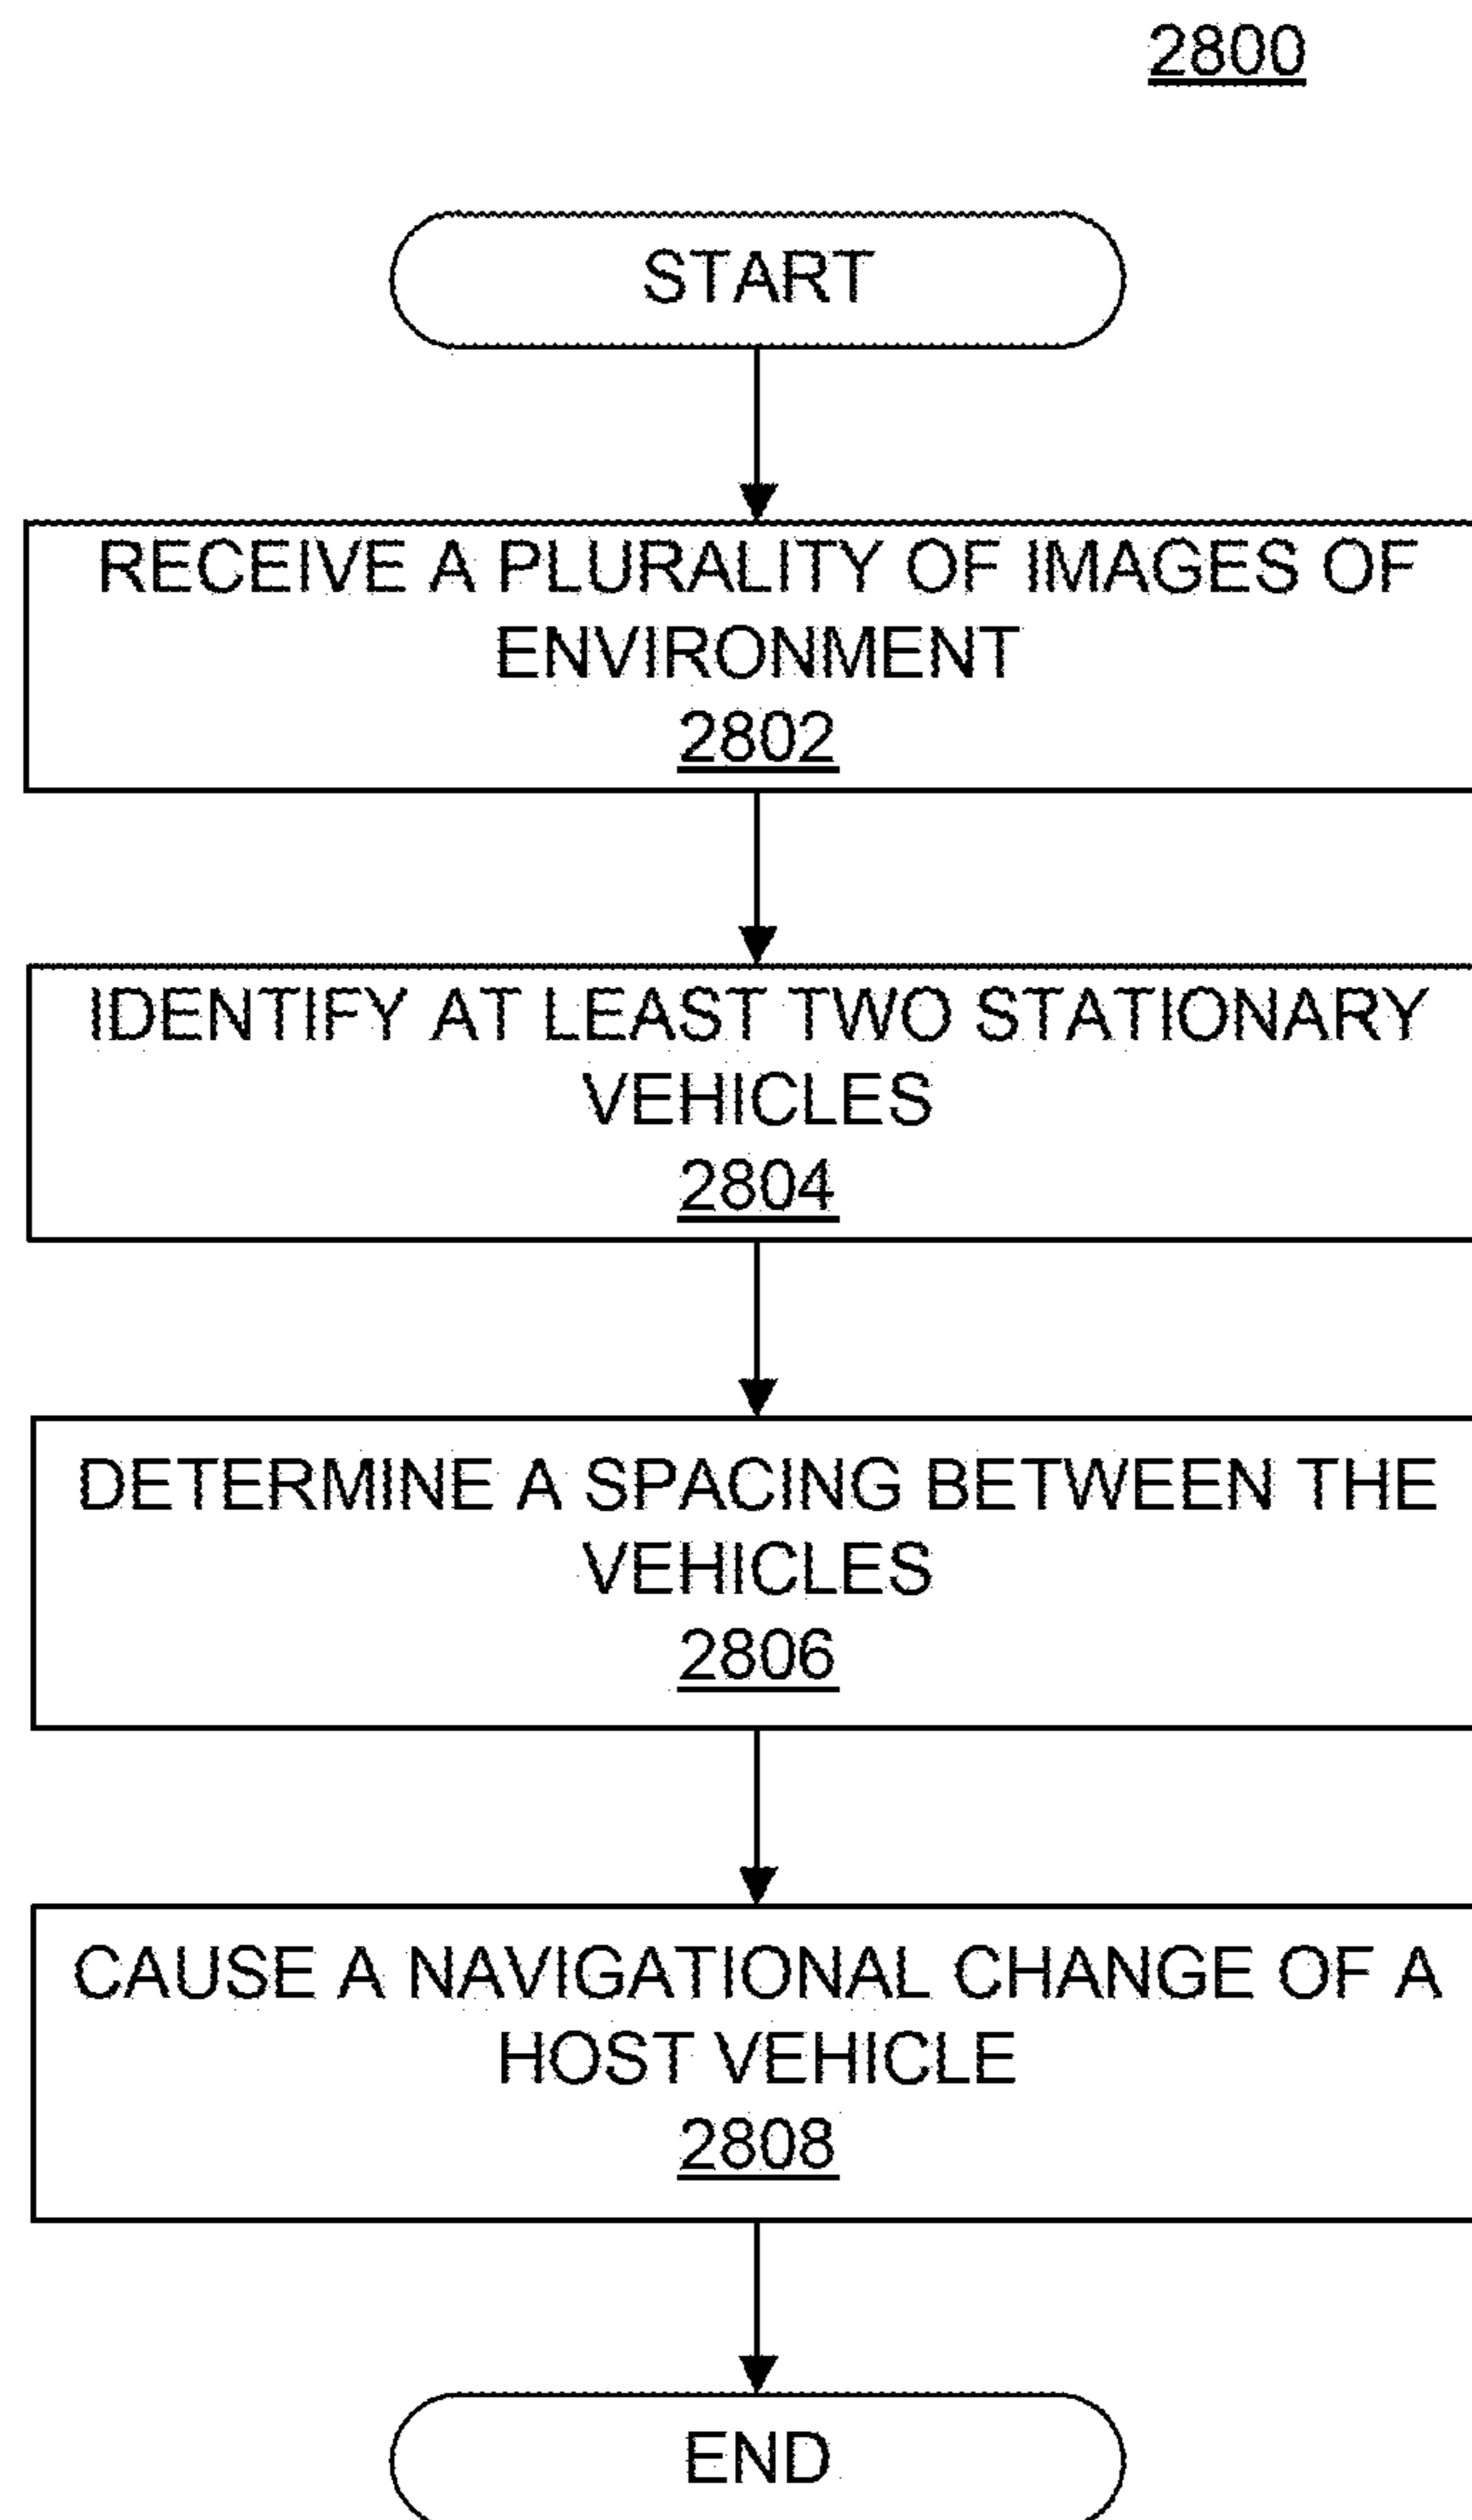 2800
START
RECEIVE A PLURALITY OF IMAGES OF
ENVIRONMENT
2802
IDENTIFY AT LEAST TWO STATIONARY
VEHICLES
2804
DETERMINE A SPACING BETWEEN THE
VEHICLES
2806
CAUSE A NAVIGATIONAL CHANGE OF A
HOST VEHICLE
2808
END